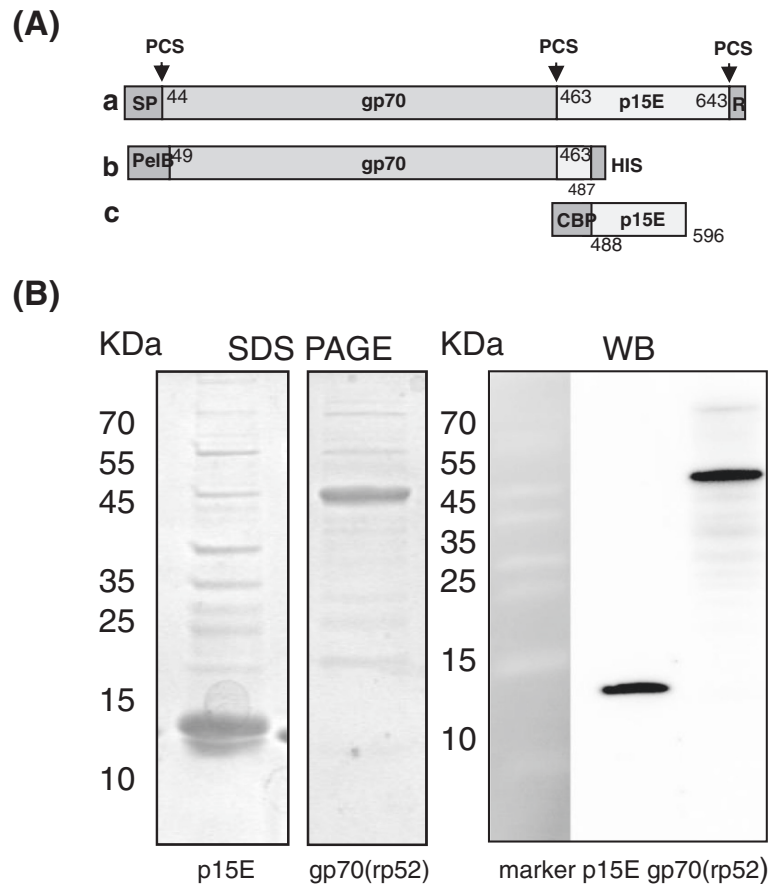 (A)
PCS PCS PCS
a SP 44 gp70 463 p15E 643 R
b PelB 49 gp70 463 HIS
487
c CBP p15E
488 596
(B)
KDa SDS PAGE KDa WB
70 70
55 55
45 45
35 35
25 25
15 15
10 10
p15E gp70(rp52) marker p15E gp70(rp52)